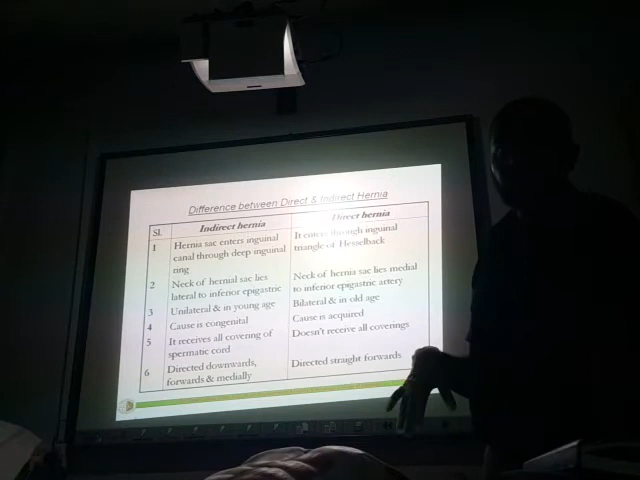 Difference between Direct & Indirect Hernia
Sl. Indirect hernia Direct hernia
1 Hernia sac enters inguinal It enters through inguinal
canal through deep inguinal triangle of Hesselback
ring
2 Neck of hernial sac lies Neck of hernia sac lies medial
lateral to inferior epigastric to inferior epigastric artery
3 Unilateral & in young age Bilateral & in old age
4 Cause is congenital Cause is acquired
5 It receives all covering of Doesn't receive all coverings
spermatic cord
6 Directed downwards, Directed straight forwards
forwards & medially